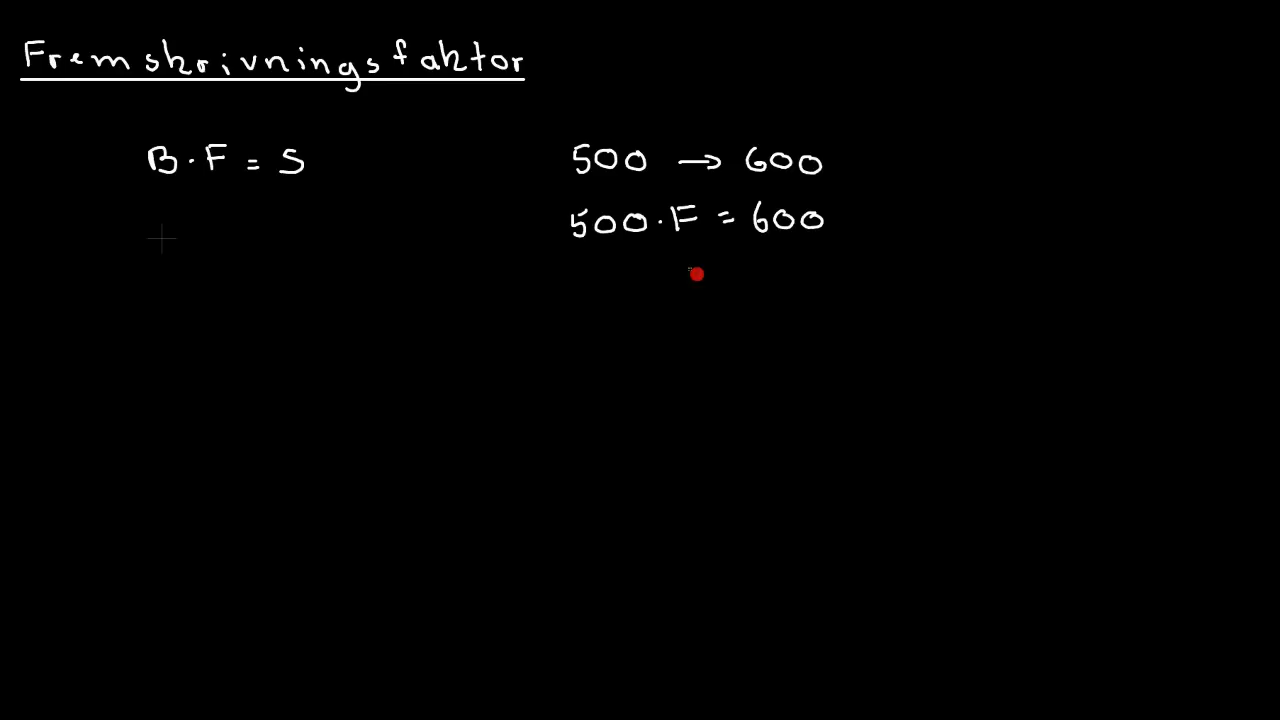 Fremskrivningsfaktor
B · F = S
500 → 600
500 · F = 600